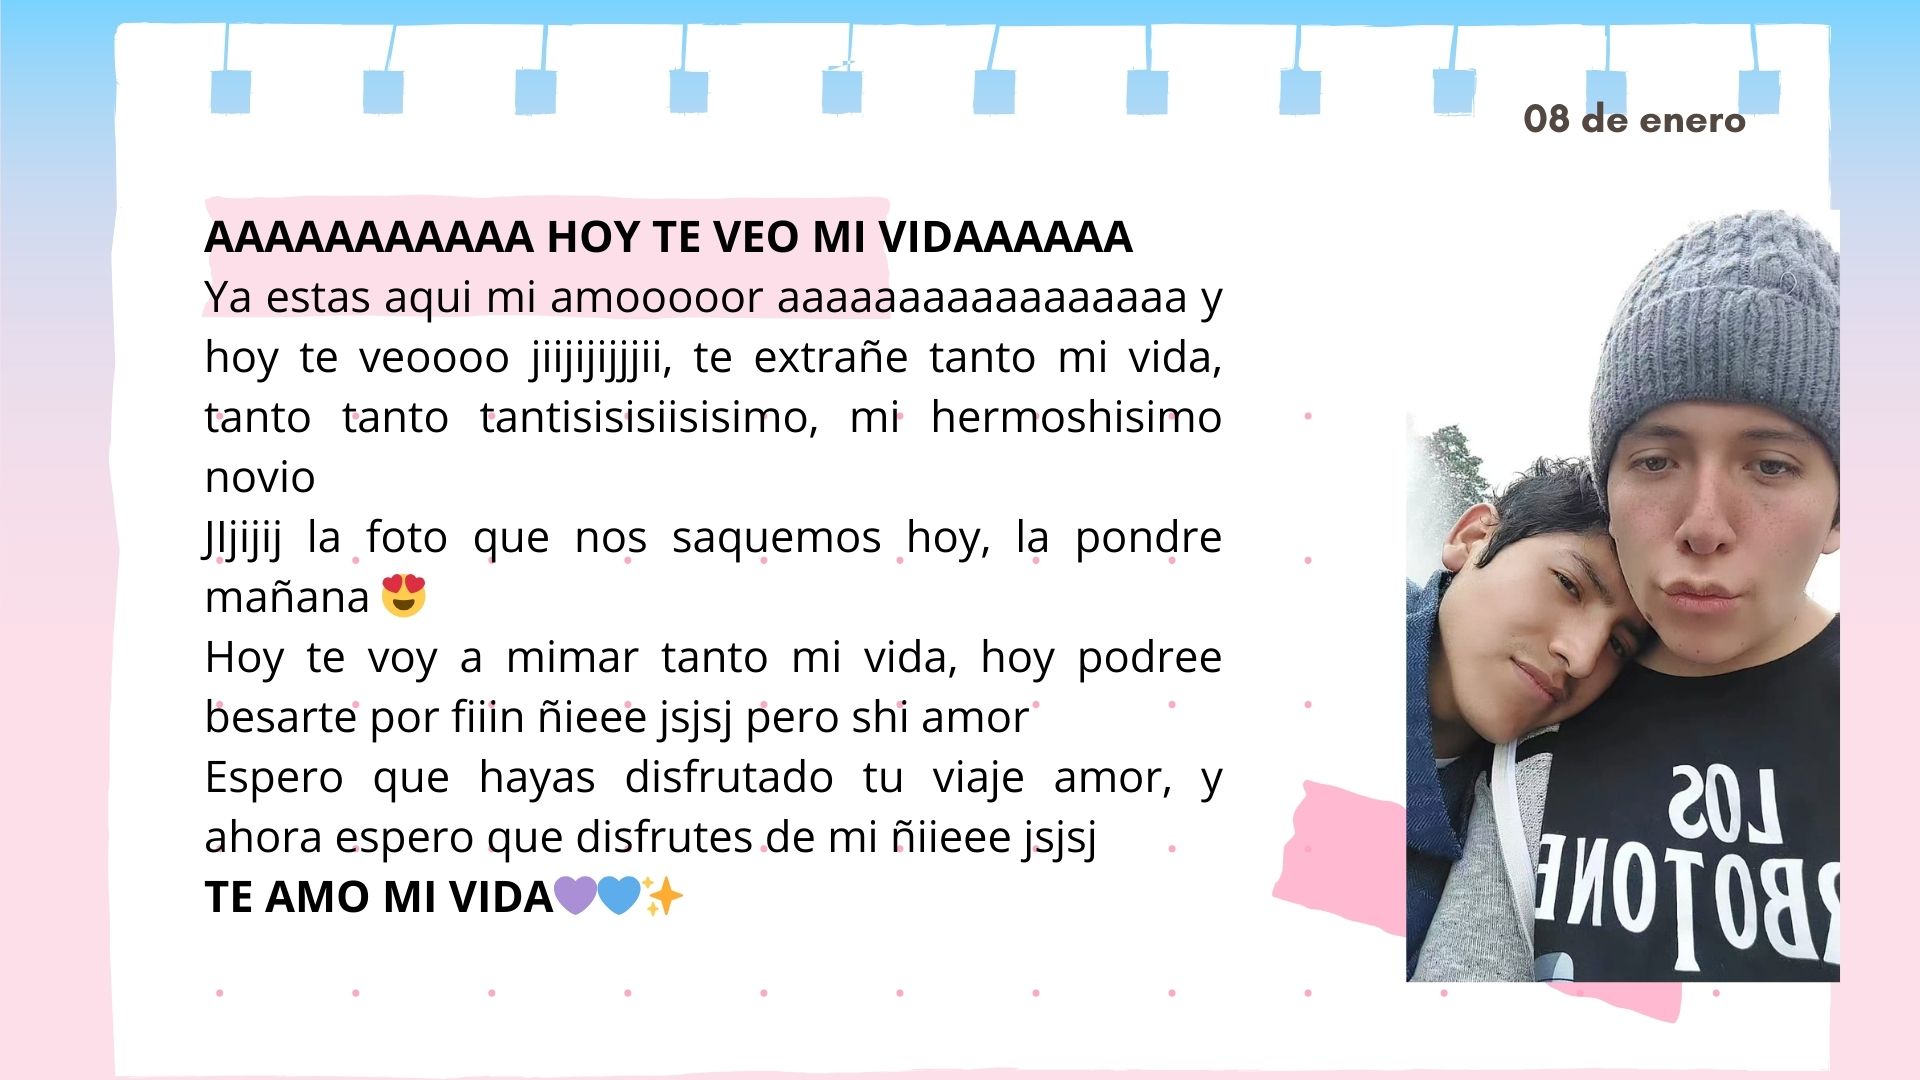 08 de enero
AAAAAAAAAAA HOY TE VEO MI VIDAAAAAA
Ya estas aqui mi amooooor aaaaaaaaaaaaaaaaa y
hoy te veoooo jiijijijjjii, te extrañe tanto mi vida,
tanto tanto tantisisisiisisimo, mi hermoshisimo
novio
JIjijij la foto que nos saquemos hoy, la pondre
mañana 😍
Hoy te voy a mimar tanto mi vida, hoy podree
besarte por fiiin ñieee jsjsj pero shi amor
Espero que hayas disfrutado tu viaje amor, y
ahora espero que disfrutes de mi ñiieee jsjsj
TE AMO MI VIDA💜💙✨
LOS
RBOTONE